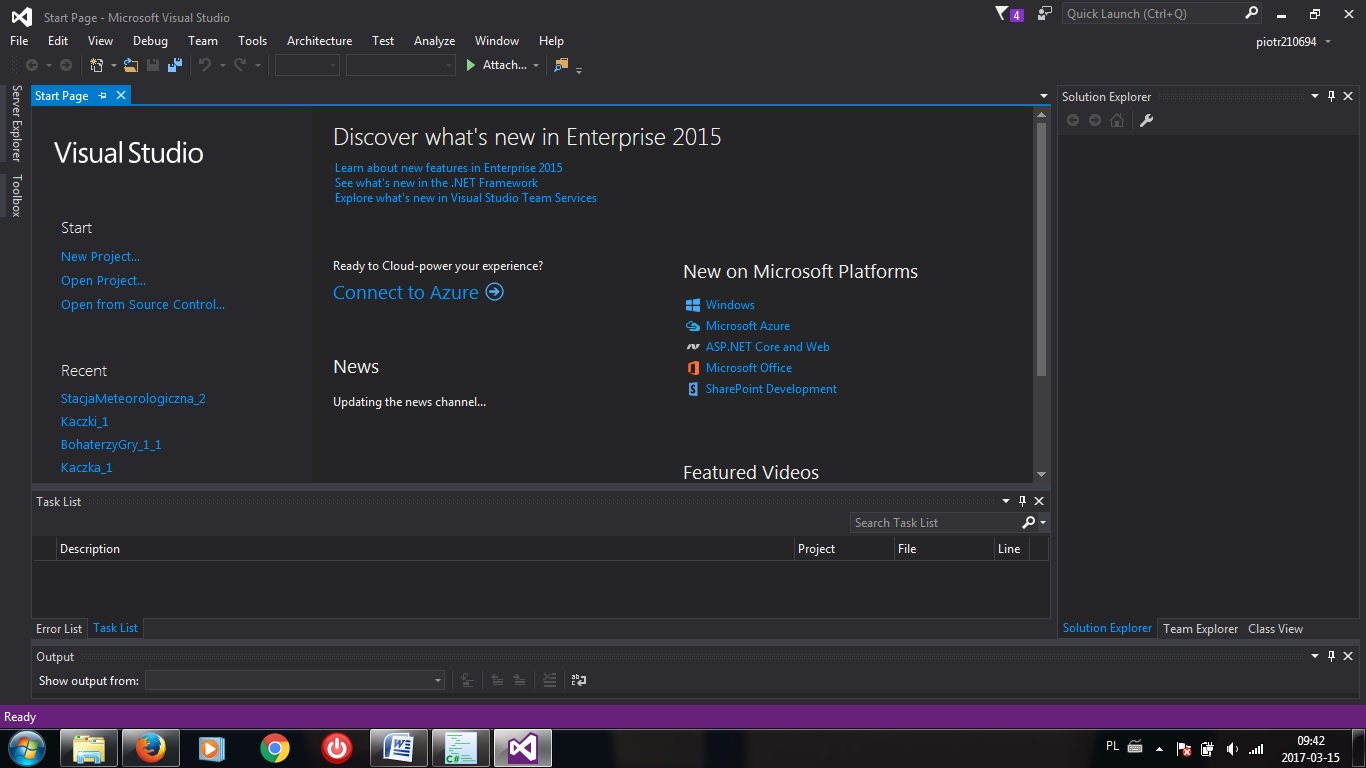 Start Page - Microsoft Visual Studio
4
Quick Launch (Ctrl+Q)
File Edit View Debug Team Tools Architecture Test Analyze Window Help
piotr210694
Attach...
Server Explorer
Toolbox
Start Page
Visual Studio
Start
New Project...
Open Project...
Open from Source Control...
Recent
StacjaMeteorologiczna_2
Kaczki_1
BohaterzyGry_1_1
Kaczka_1
Discover what's new in Enterprise 2015
Learn about new features in Enterprise 2015
See what's new in the .NET Framework
Explore what's new in Visual Studio Team Services
Ready to Cloud-power your experience?
Connect to Azure
News
Updating the news channel...
New on Microsoft Platforms
Windows
Microsoft Azure
ASP.NET Core and Web
Microsoft Office
SharePoint Development
Featured Videos
Solution Explorer
Task List
Search Task List
Description Project File Line
Error List Task List
Solution Explorer Team Explorer Class View
Output
Show output from:
Ready
C#
PL
09:42
2017-03-15